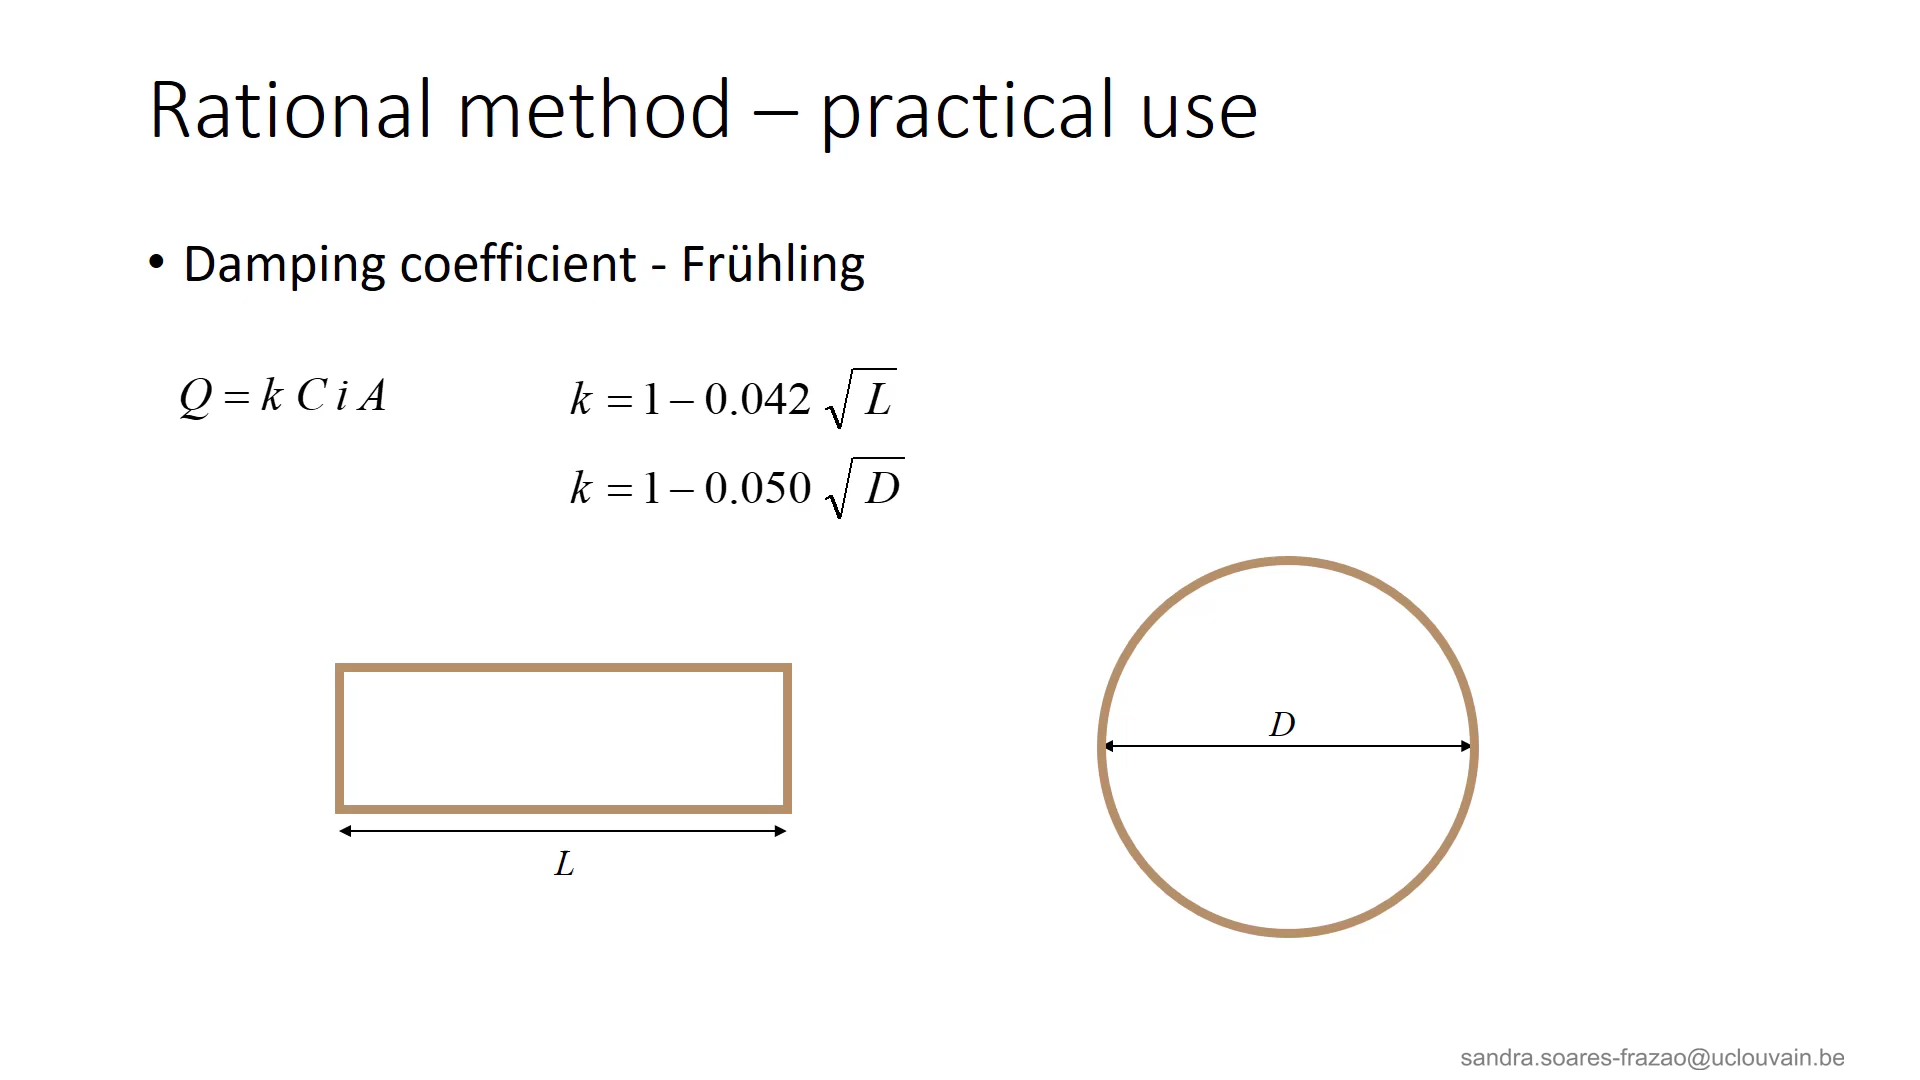 Rational method – practical use
• Damping coefficient - Frühling
Q = k C i A
k = 1 – 0.042 √L
k = 1 – 0.050 √D
D
L
sandra.soares-frazao@uclouvain.be